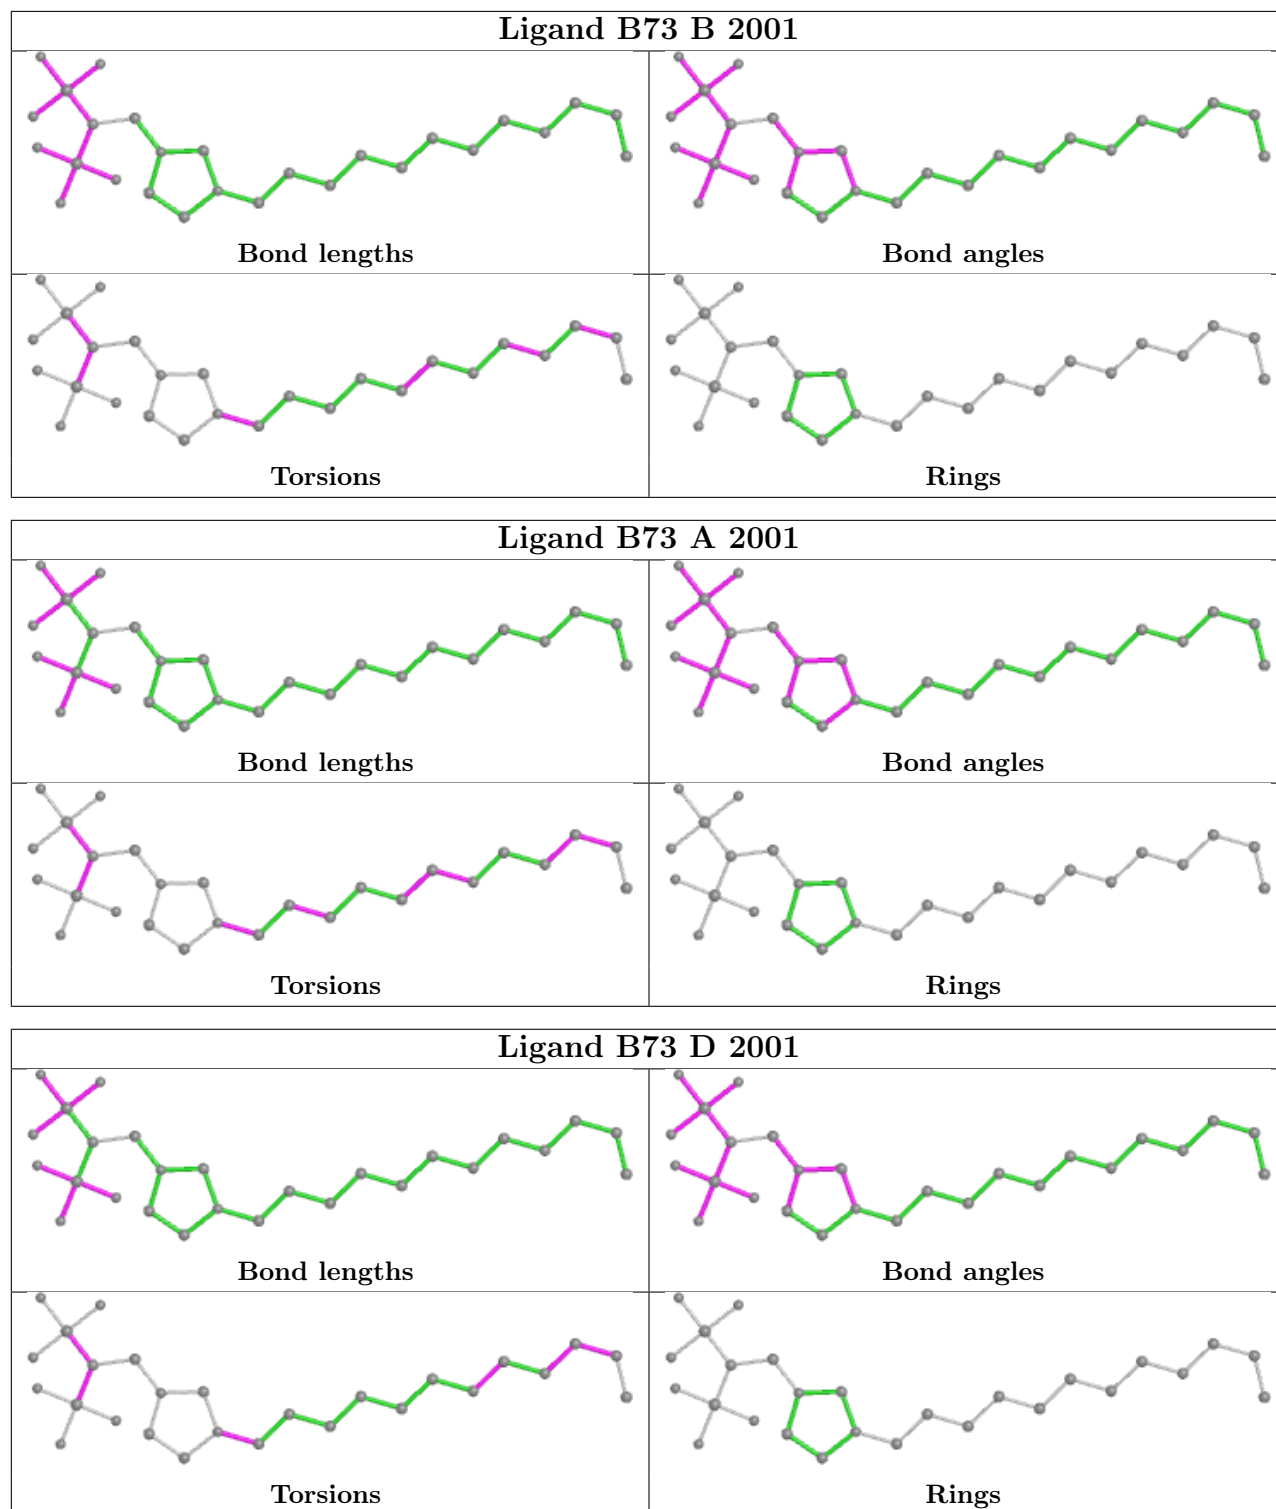 Ligand B73 B 2001
Bond lengths
Bond angles
Torsions
Rings
Ligand B73 A 2001
Bond lengths
Bond angles
Torsions
Rings
Ligand B73 D 2001
Bond lengths
Bond angles
Torsions
Rings